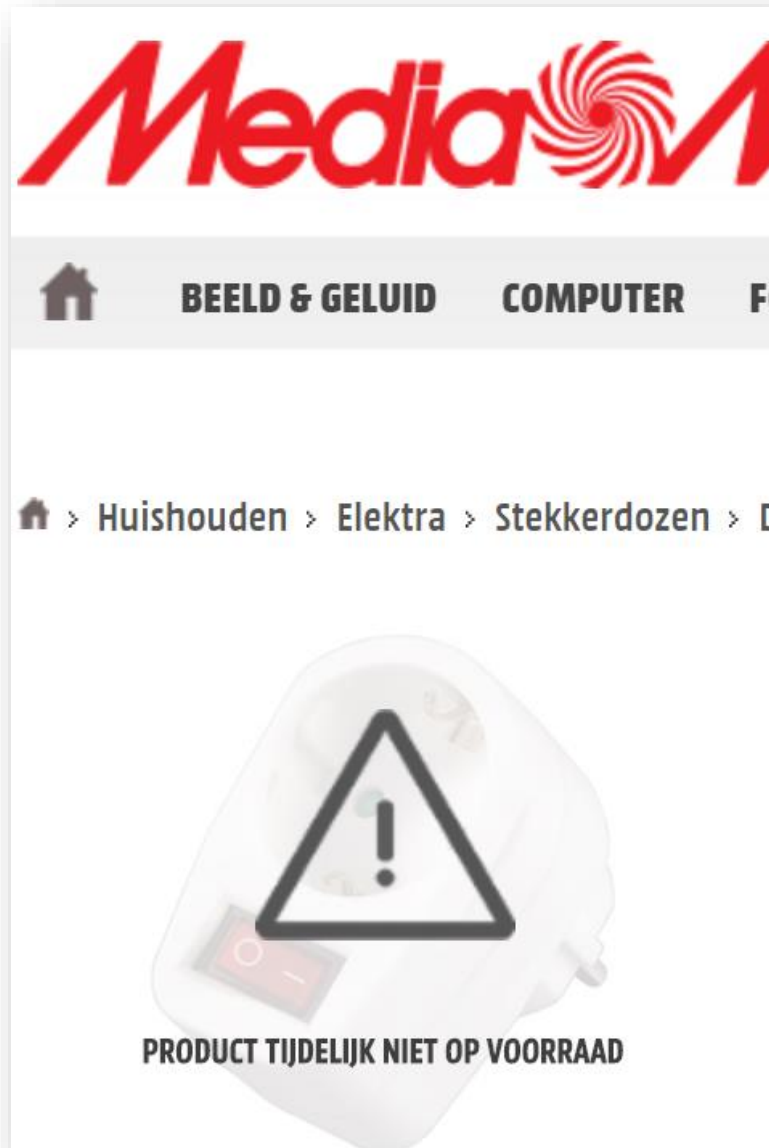 Media
BEELD & GELUID COMPUTER
> Huishouden > Elektra > Stekkerdozen >
PRODUCT TIJDELIJK NIET OP VOORRAAD